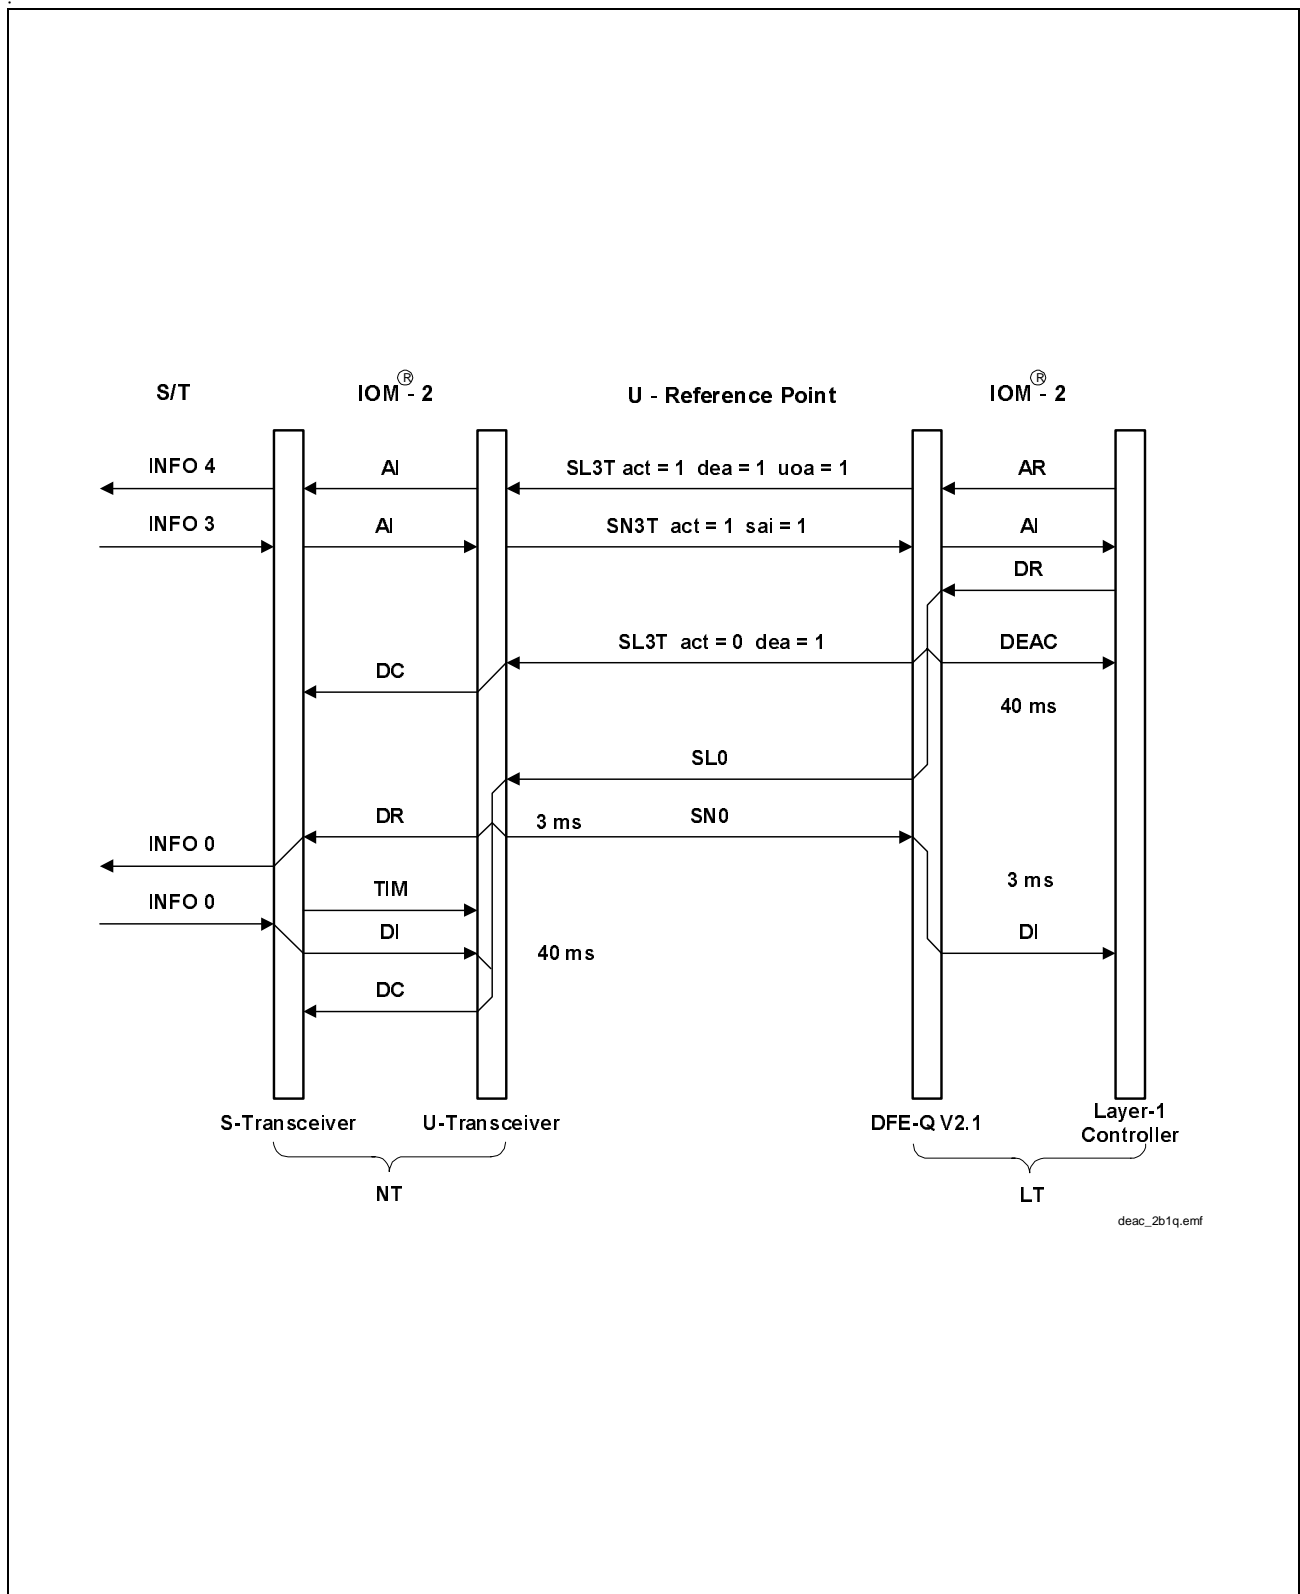 .
S/T IOM®- 2 U - Reference Point IOM®- 2
INFO 4 AI SL3T act = 1 dea = 1 uoa = 1 AR
INFO 3 AI SN3T act = 1 sai = 1 AI
DR
SL3T act = 0 dea = 1 DEAC
DC
40 ms
SL0
DR 3 ms SN0
INFO 0
3 ms
TIM
INFO 0
DI 40 ms DI
DC
S-Transceiver U-Transceiver DFE-Q V2.1 Layer-1
Controller
NT LT
deac_2b1q.emf